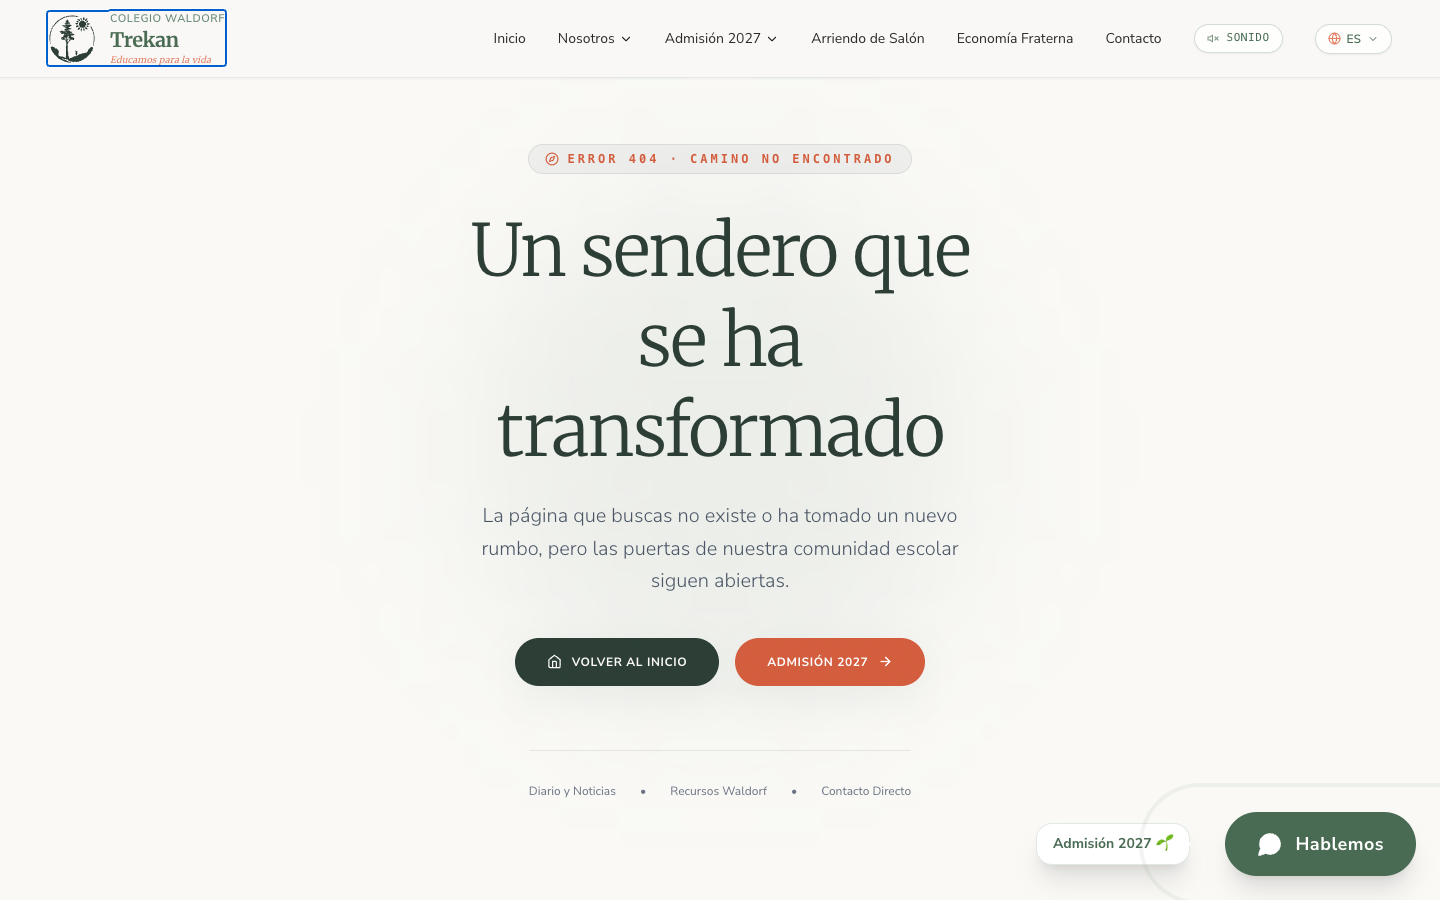 COLEGIO WALDORF
Trekan
Educamos para la vida
Inicio
Nosotros
Admisión 2027
Arriendo de Salón
Economía Fraterna
Contacto
SONIDO
ES
ERROR 404 · CAMINO NO ENCONTRADO
Un sendero que
se ha
transformado
La página que buscas no existe o ha tomado un nuevo
rumbo, pero las puertas de nuestra comunidad escolar
siguen abiertas.
VOLVER AL INICIO
ADMISIÓN 2027
Diario y Noticias • Recursos Waldorf • Contacto Directo
Admisión 2027 🌱
Hablemos